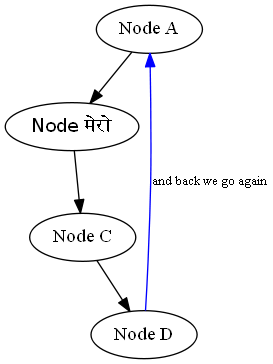 Node A
Node मेरो
and back we go again
Node C
Node D